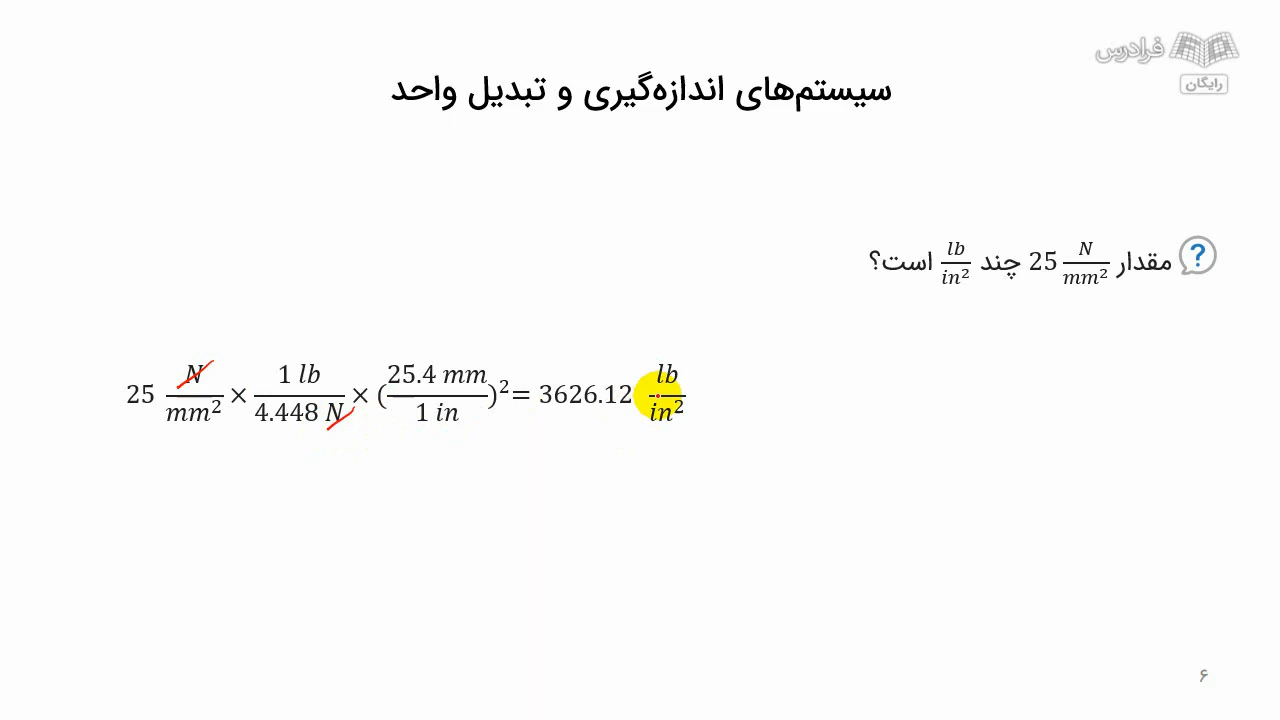 فرادرس
رایگان
سیستم‌های اندازه‌گیری و تبدیل واحد
مقدار 25 N/mm² چند lb/in² است؟
25 N/mm² × 1 lb/4.448 N × (25.4 mm/1 in)² = 3626.12 lb/in²
۶